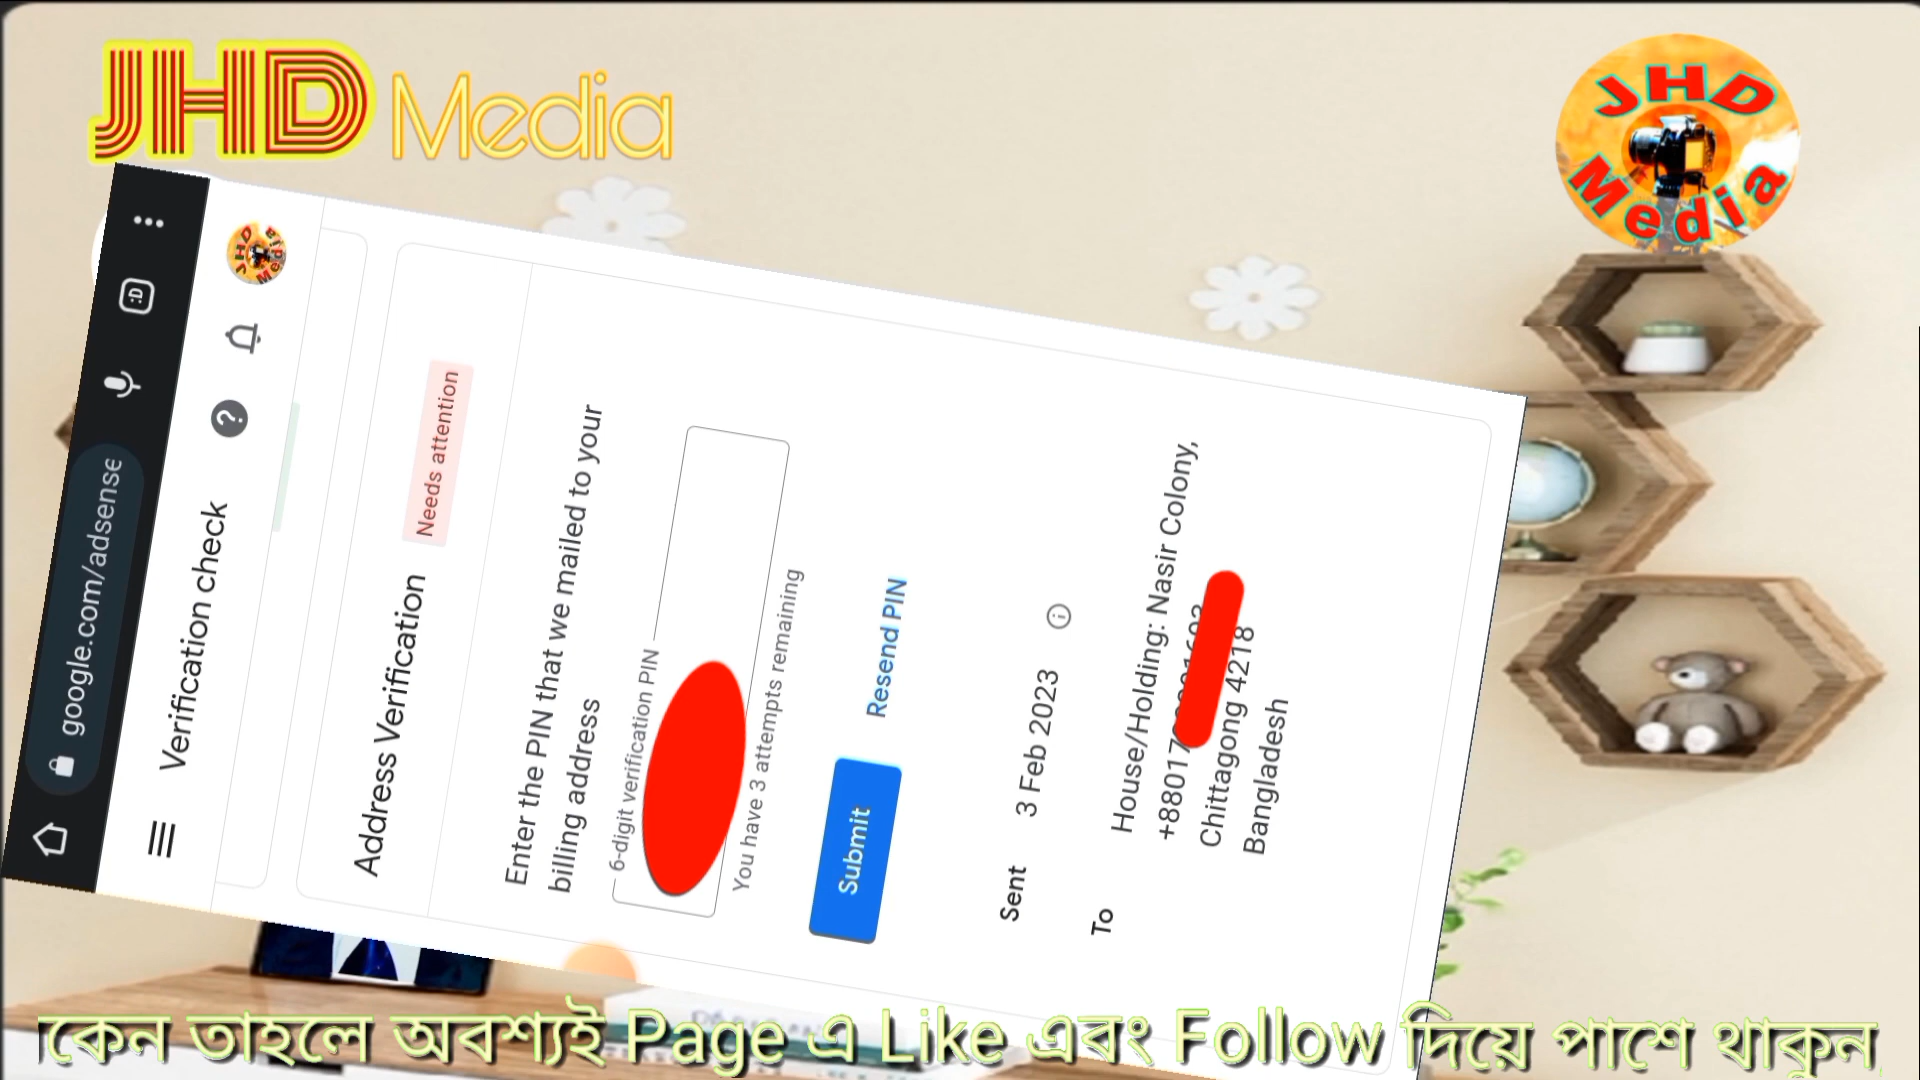 JHD Media
JHD
Media
google.com/adsense
:D
Verification check
JHD
Media
Address Verification
Needs attention
Enter the PIN that we mailed to your
billing address
6-digit verification PIN
You have 3 attempts remaining
Submit
Resend PIN
Sent
3 Feb 2023
To
House/Holding: Nasir Colony,
Chittagong 4218
Bangladesh
কেন তাহলে অবশ্যই Page এ Like এবং Follow দিয়ে পাশে থাকুন